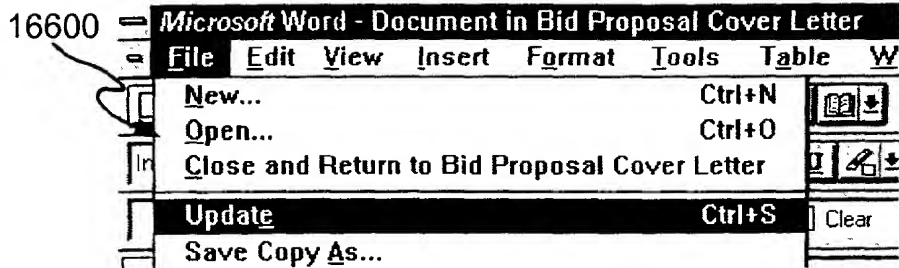 16600
Microsoft Word - Document in Bid Proposal Cover Letter
File Edit View Insert Format Tools Table W
New... Ctrl+N
Open... Ctrl+O
In Close and Return to Bid Proposal Cover Letter
Update Ctrl+S Clear
Save Copy As...